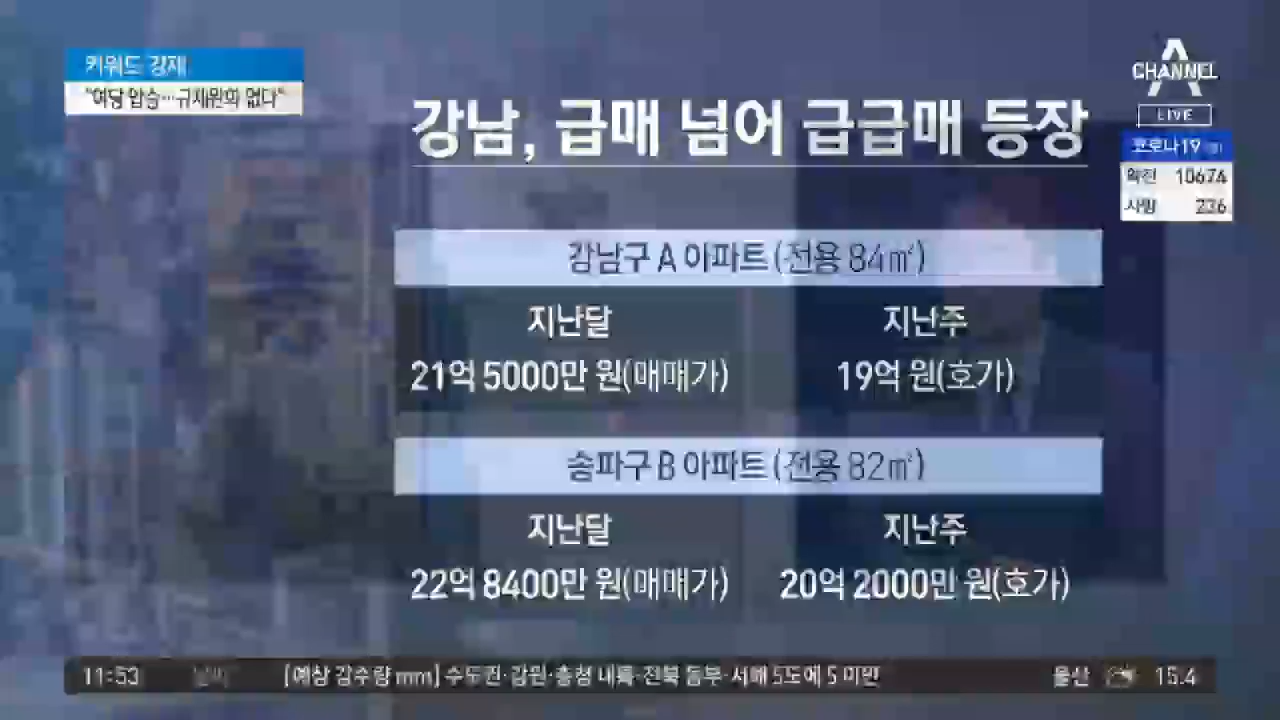 키워드 경제
"여당 압승…규제완화 없다"
CHANNEL A
LIVE
코로나19
확진 10674
사망 236
강남, 급매 넘어 급급매 등장
강남구 A 아파트 (전용 84㎡)
지난달 지난주
21억 5000만 원(매매가) 19억 원(호가)
송파구 B 아파트 (전용 82㎡)
지난달 지난주
22억 8400만 원(매매가) 20억 2000만 원(호가)
11:53 날씨 [예상 강수량 mm] 수도권·강원·충청 내륙·전북 동부·서해 5도에 5 미만 울산 15.4